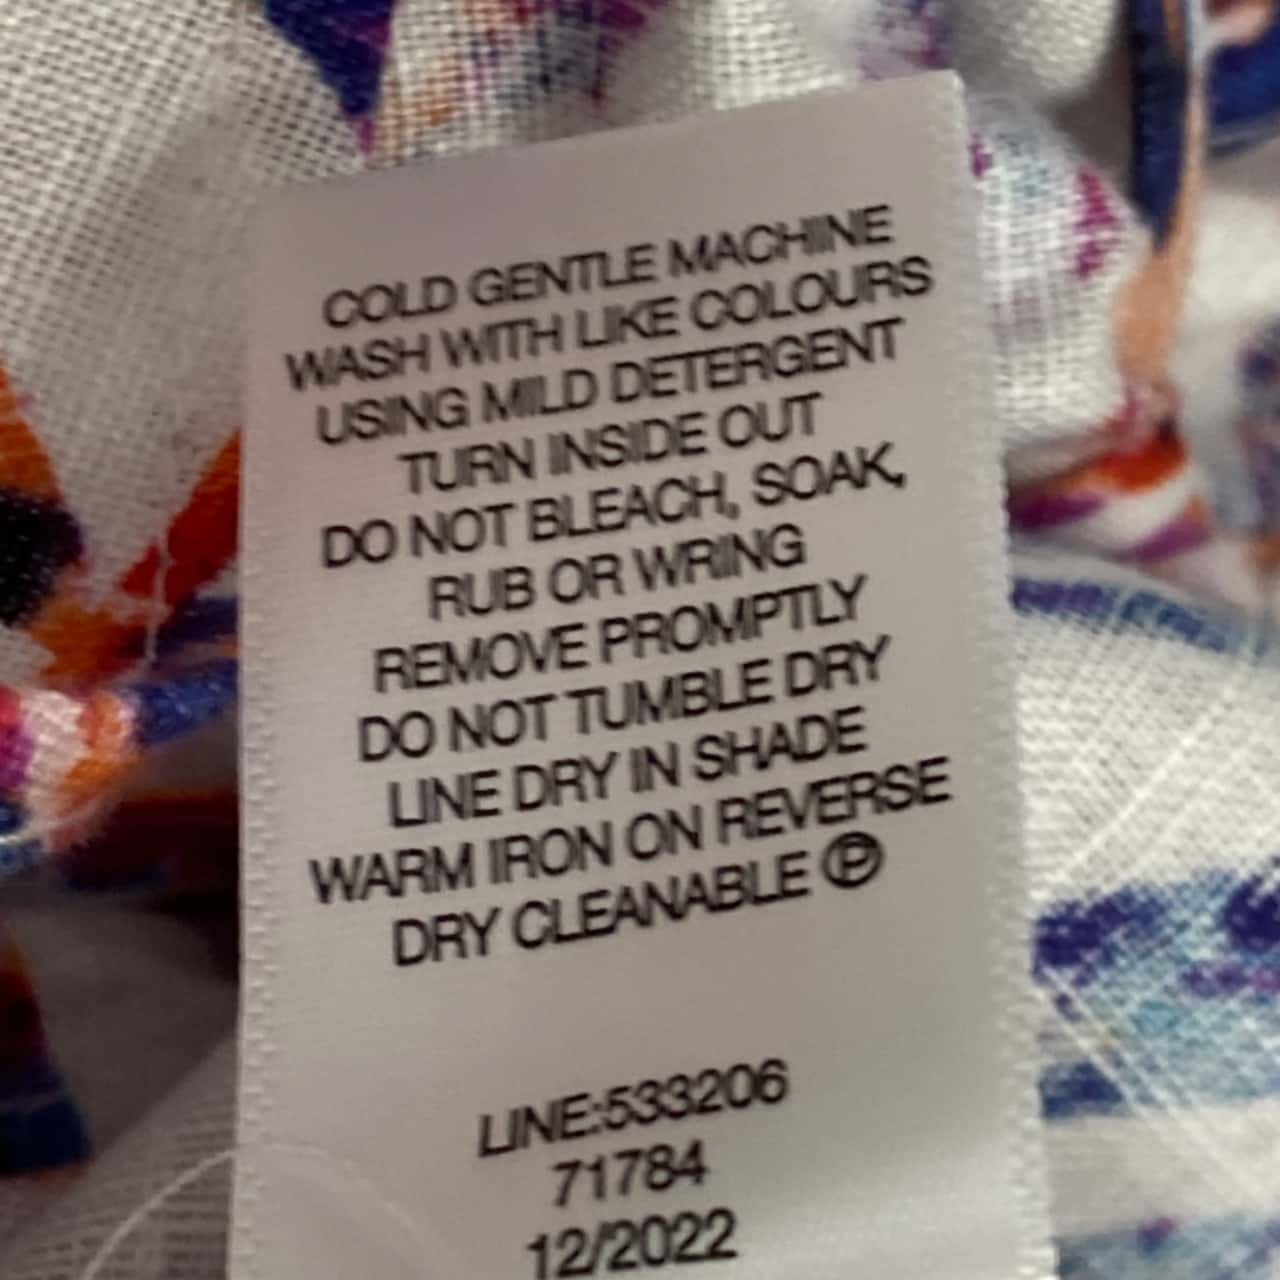 COLD GENTLE MACHINE
WASH WITH LIKE COLOURS
USING MILD DETERGENT
TURN INSIDE OUT
DO NOT BLEACH, SOAK,
RUB OR WRING
REMOVE PROMPTLY
DO NOT TUMBLE DRY
LINE DRY IN SHADE
WARM IRON ON REVERSE
DRY CLEANABLE Ⓟ
LINE:533206
71784
12/2022